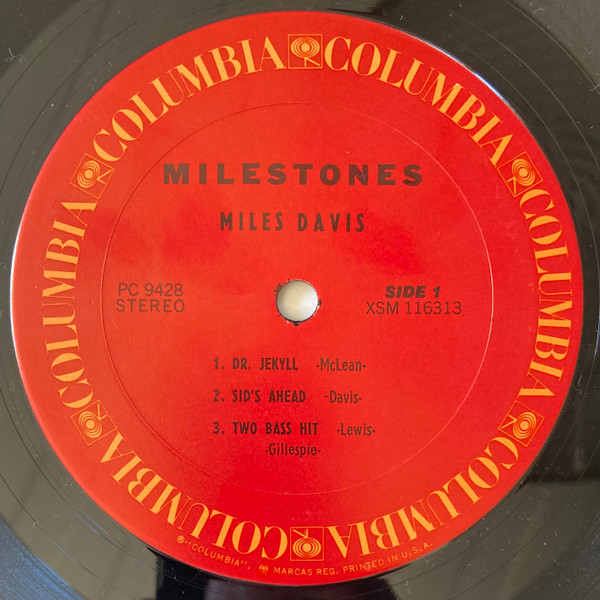 COLUMBIA COLUMBIA COLUMBIA COLUMBIA COLUMBIA COLUMBIA COLUMBIA COLUMBIA
MILESTONES
MILES DAVIS
PC 9428 SIDE 1
STEREO XSM 116313
1. DR. JEKYLL -McLean-
2. SID'S AHEAD -Davis-
3. TWO BASS HIT -Lewis-
-Gillespie-
℗"COLUMBIA", MARCAS REG. PRINTED IN U.S.A.